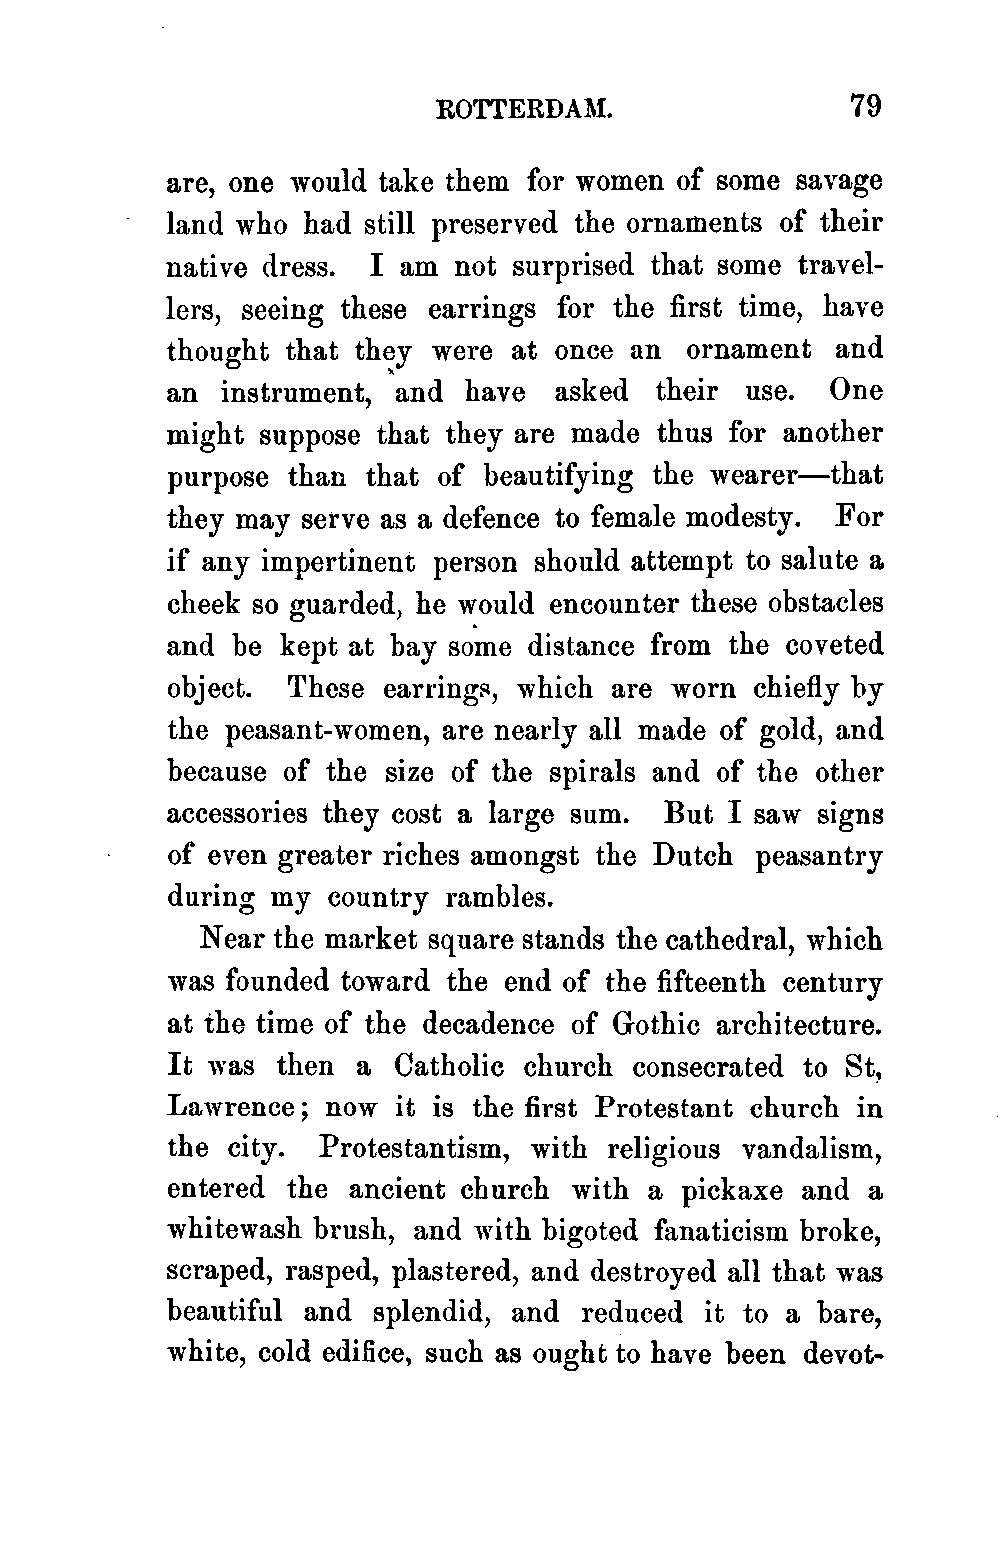 ROTTERDAM. 79
are, one would take them for women of some savage
land who had still preserved the ornaments of their
native dress. I am not surprised that some travel-
lers, seeing these earrings for the first time, have
thought that they were at once an ornament and
an instrument, and have asked their use. One
might suppose that they are made thus for another
purpose than that of beautifying the wearer—that
they may serve as a defence to female modesty. For
if any impertinent person should attempt to salute a
cheek so guarded, he would encounter these obstacles
and be kept at bay some distance from the coveted
object. These earrings, which are worn chiefly by
the peasant-women, are nearly all made of gold, and
because of the size of the spirals and of the other
accessories they cost a large sum. But I saw signs
of even greater riches amongst the Dutch peasantry
during my country rambles.
Near the market square stands the cathedral, which
was founded toward the end of the fifteenth century
at the time of the decadence of Gothic architecture.
It was then a Catholic church consecrated to St,
Lawrence; now it is the first Protestant church in
the city. Protestantism, with religious vandalism,
entered the ancient church with a pickaxe and a
whitewash brush, and with bigoted fanaticism broke,
scraped, rasped, plastered, and destroyed all that was
beautiful and splendid, and reduced it to a bare,
white, cold edifice, such as ought to have been devot-